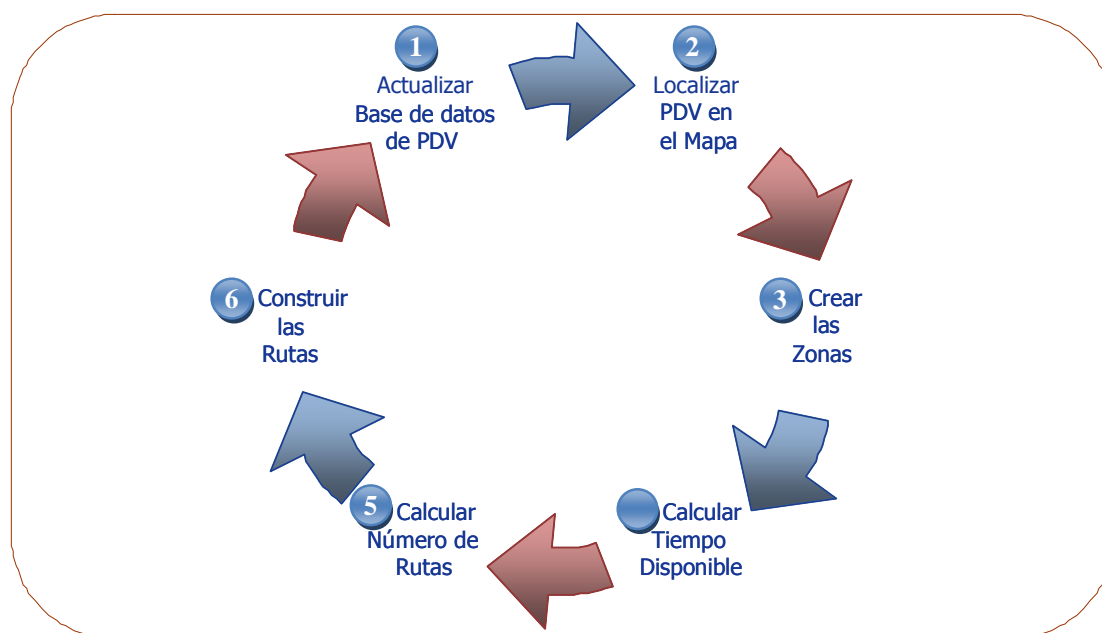 1
Actualizar
Base de datos
de PDV
2
Localizar
PDV en
el Mapa
3 Crear
las
Zonas
Calcular
Tiempo
Disponible
5 Calcular
Número de
Rutas
6 Construir
las
Rutas